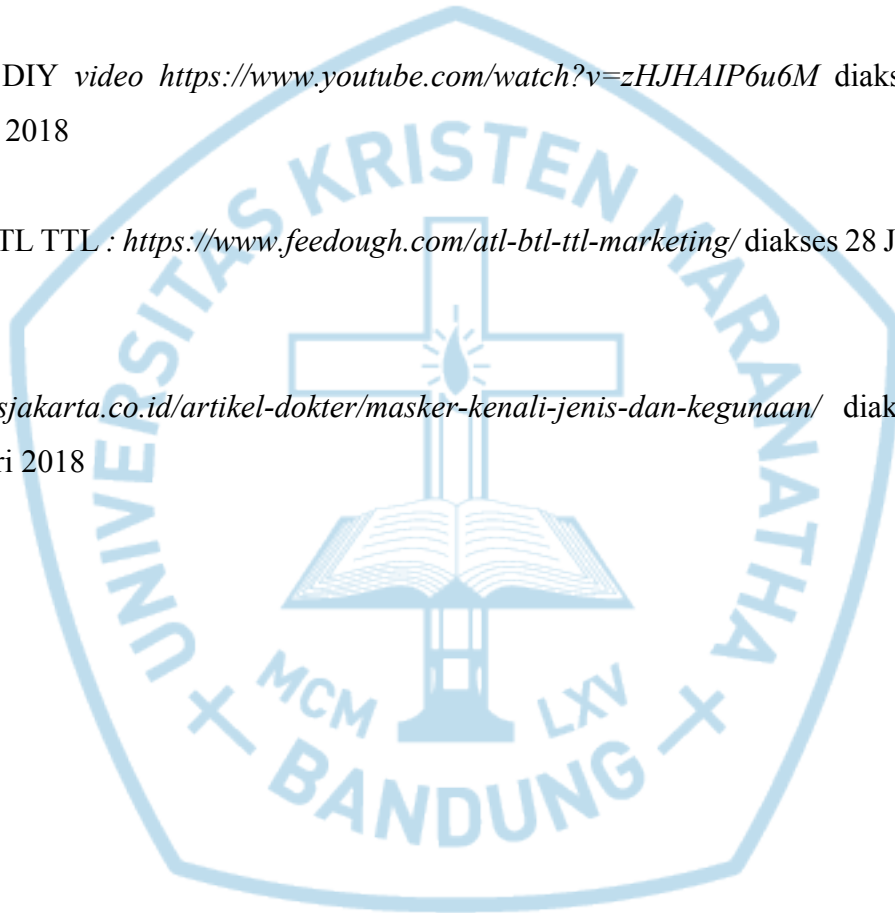 DIY video https://www.youtube.com/watch?v=zHJHAIP6u6M diaks
2018
TL TTL : https://www.feedough.com/atl-btl-ttl-marketing/ diakses 28 J
sjakarta.co.id/artikel-dokter/masker-kenali-jenis-dan-kegunaan/ diak
ri 2018
UNIVERSITAS KRISTEN MARANATHA
MCM LXV
BANDUNG